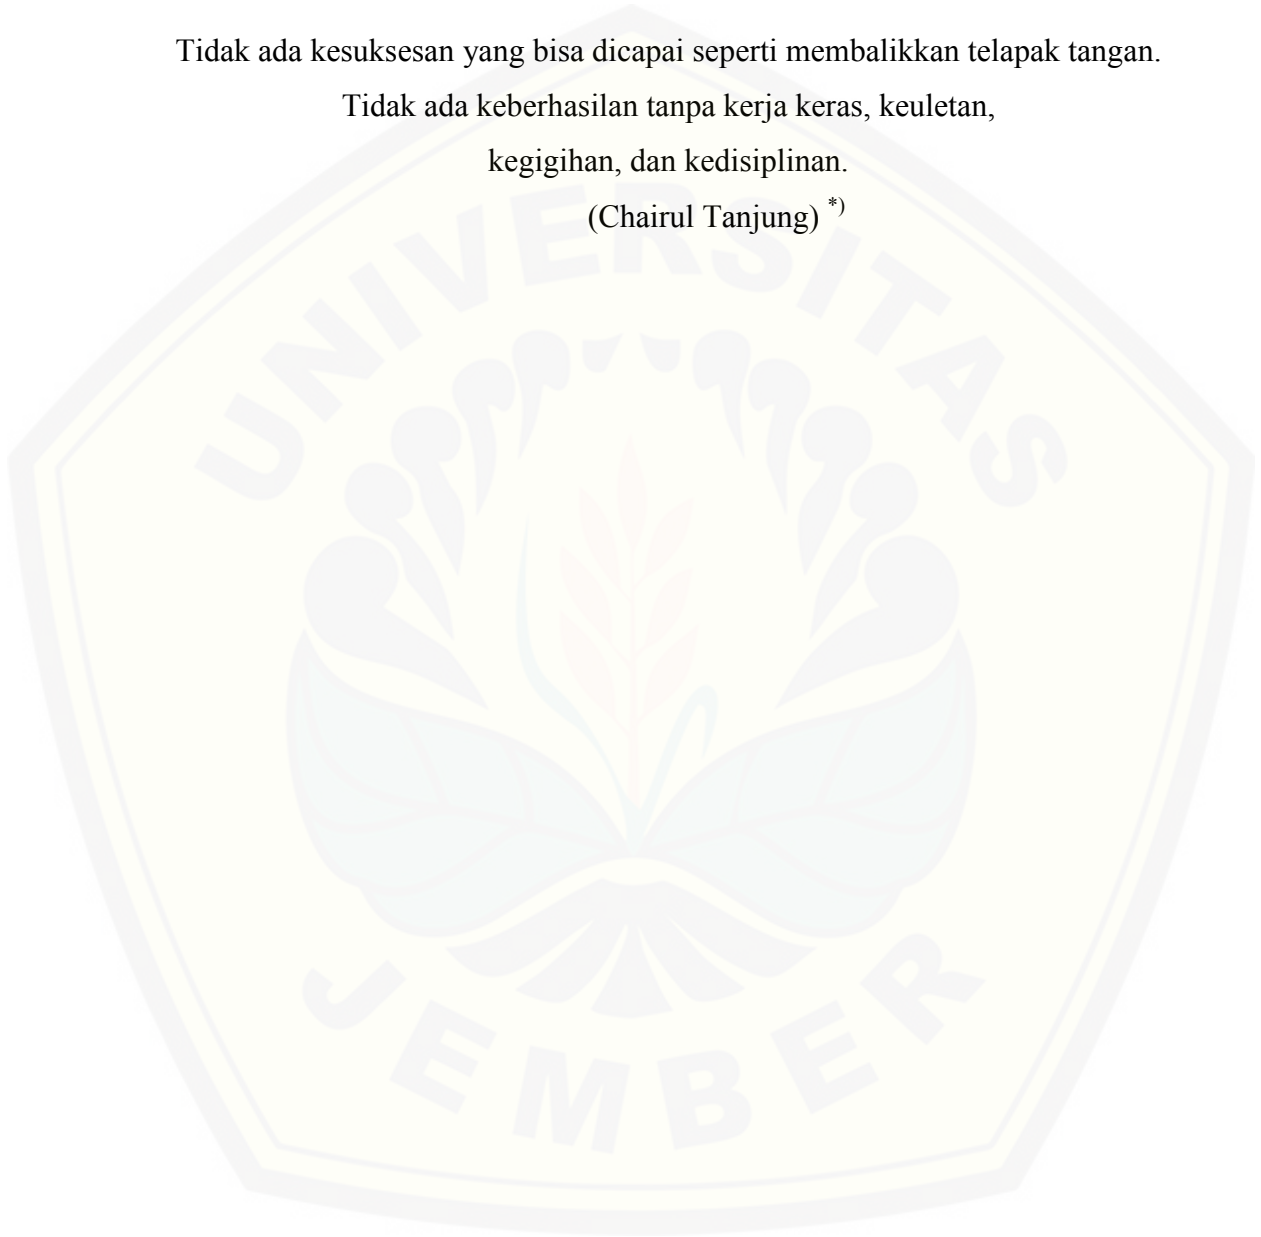 Tidak ada kesuksesan yang bisa dicapai seperti membalikkan telapak tangan.
Tidak ada keberhasilan tanpa kerja keras, keuletan,
kegigihan, dan kedisiplinan.
(Chairul Tanjung) *)
UNIVERSITAS
JEMBER